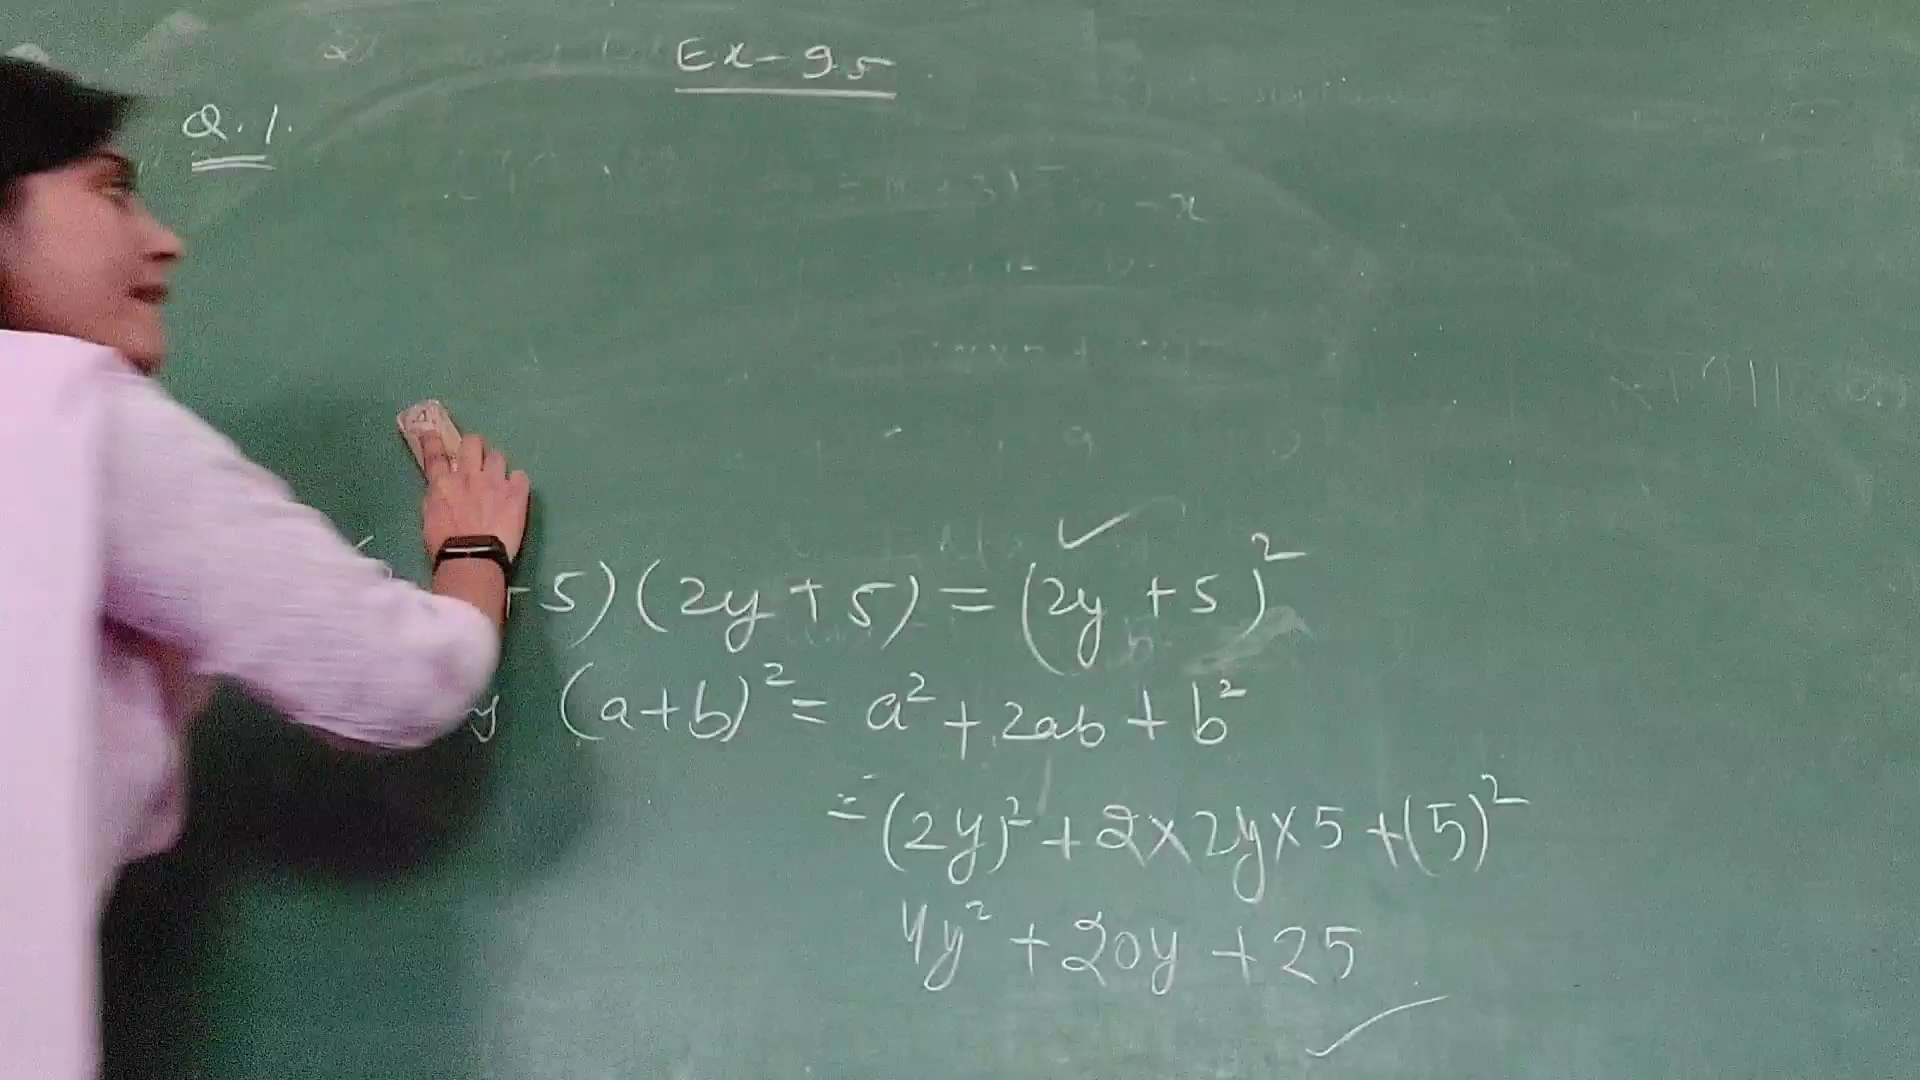 Ex-9.5
Q.1.
-x
+5)(2y+5) = (2y+5)²
y (a+b)² = a²+2ab+b²
= (2y)²+2×2y×5+(5)²
4y²+20y+25